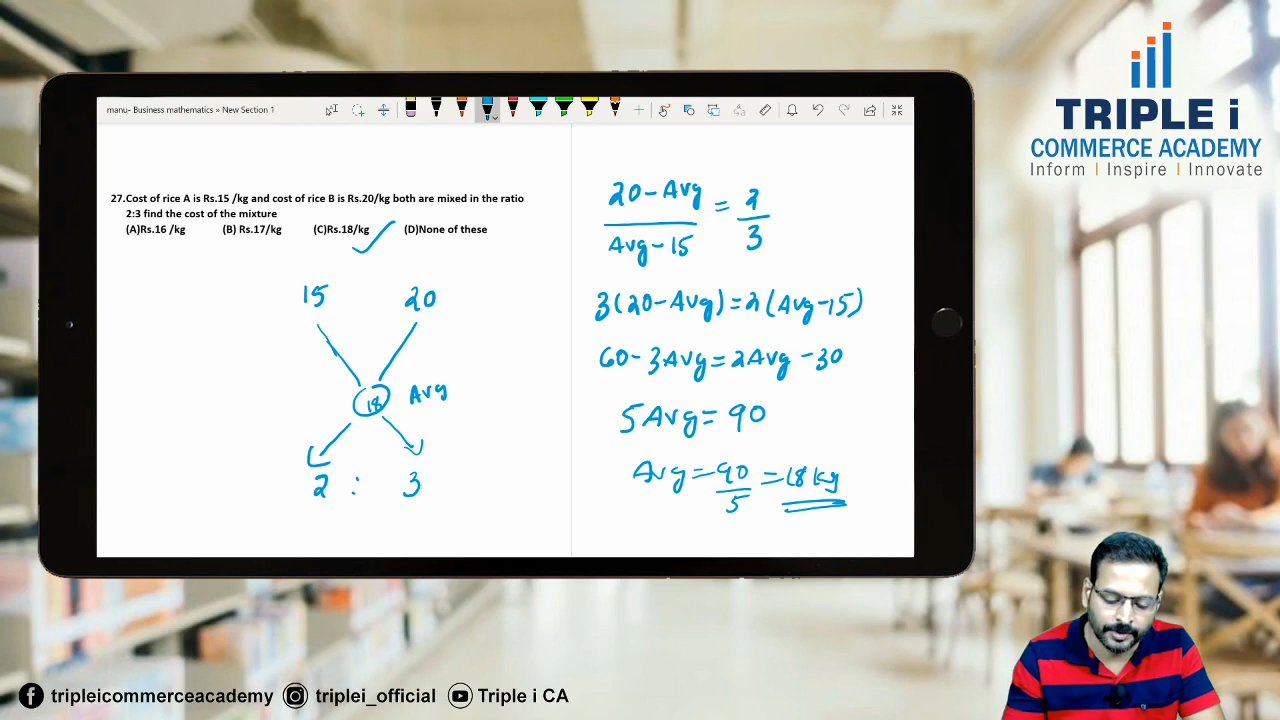 TRIPLE i
COMMERCE ACADEMY
Inform | Inspire | Innovate
manu- Business mathematics » New Section 1
27.Cost of rice A is Rs.15 /kg and cost of rice B is Rs.20/kg both are mixed in the ratio
2:3 find the cost of the mixture
(A)Rs.16 /kg (B) Rs.17/kg (C)Rs.18/kg (D)None of these
15 20
18 Avg
2 : 3
20-Avg / Avg-15 = 2/3
3(20-Avg)=2(Avg-15)
60-3Avg=2Avg-30
5Avg=90
Avg=90/5=18kg
tripleicommerceacademy triplei_official Triple i CA